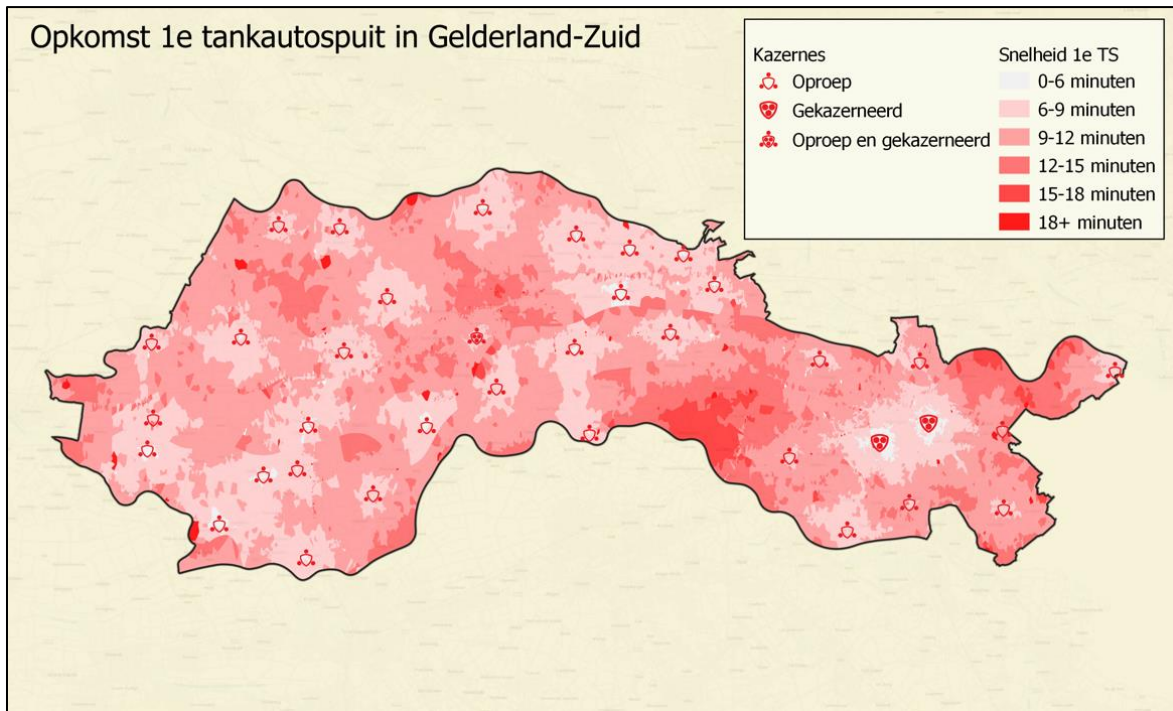 Opkomst 1e tankautospuit in Gelderland-Zuid
Kazernes
Oproep
Gekazerneerd
Oproep en gekazerneerd
Snelheid 1e TS
0-6 minuten
6-9 minuten
9-12 minuten
12-15 minuten
15-18 minuten
18+ minuten